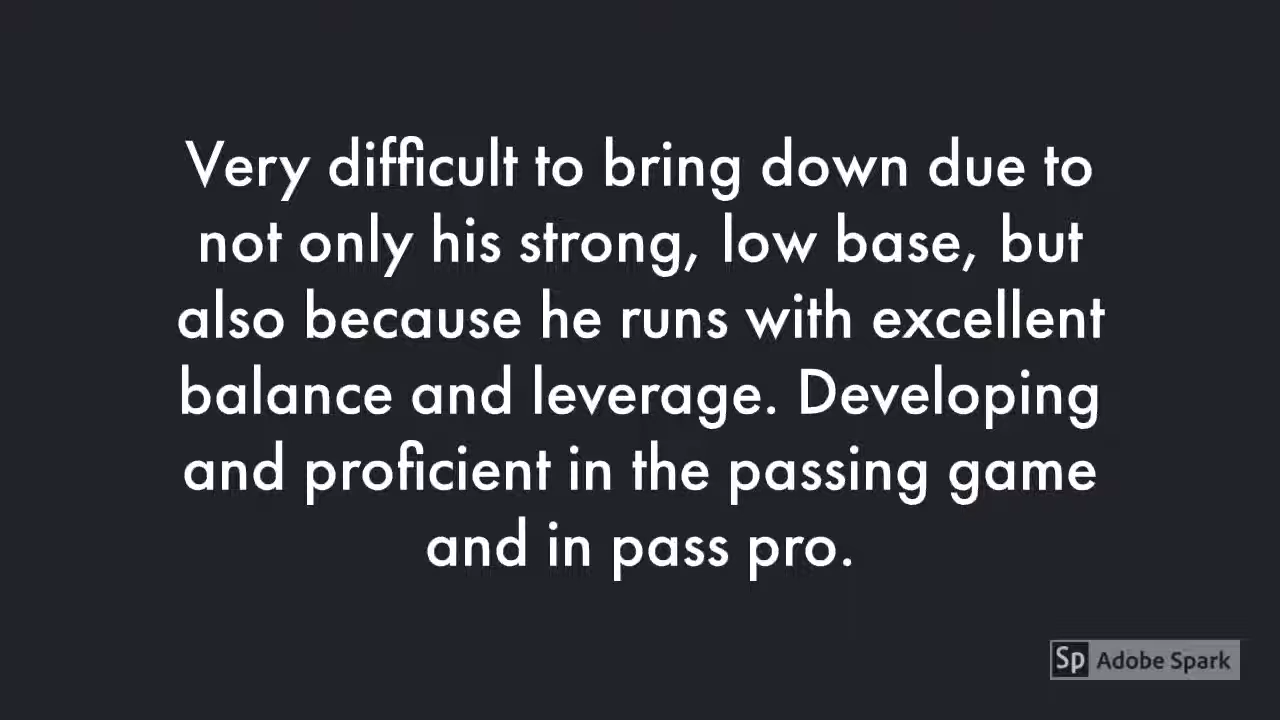 Very difficult to bring down due to
not only his strong, low base, but
also because he runs with excellent
balance and leverage. Developing
and proficient in the passing game
and in pass pro.
Sp Adobe Spark